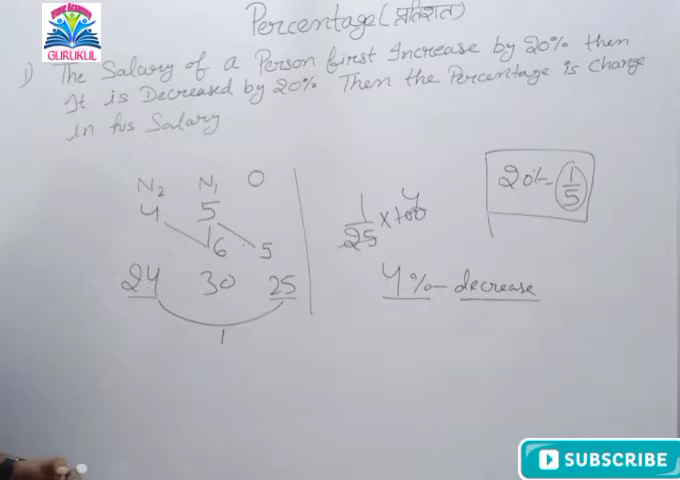 Percentage (प्रतिशत)
GURUKUL
1) The Salary of a Person first Increase by 20% then
It is Decreased by 20%. Then the Percentage is Change
in his Salary
N2 N1 O
4 5
6 5
24 30 25
1
1/25 × 100 4
4% decrease
20% = 1/5
SUBSCRIBE